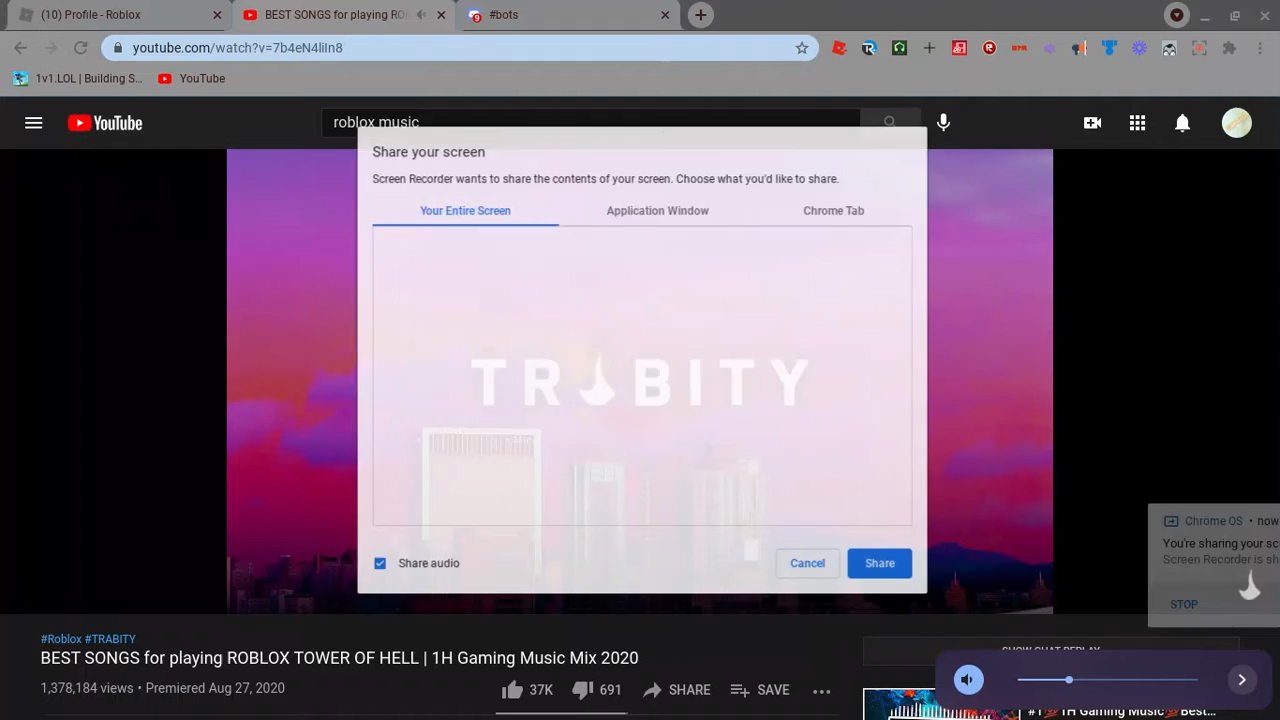 (10) Profile - Roblox
BEST SONGS for playing RO
#bots
youtube.com/watch?v=7b4eN4liIn8
1v1.LOL | Building S...
YouTube
YouTube
roblox music
Share your screen
Screen Recorder wants to share the contents of your screen. Choose what you'd like to share.
Your Entire Screen
Application Window
Chrome Tab
TRABITY
Share audio
Cancel
Share
Chrome OS • now
You're sharing your sc
Screen Recorder is sh
STOP
#Roblox #TRABITY
BEST SONGS for playing ROBLOX TOWER OF HELL | 1H Gaming Music Mix 2020
1,378,184 views • Premiered Aug 27, 2020
37K
691
SHARE
SAVE
SHOW CHAT REPLAY
1H Gaming Music
Best...